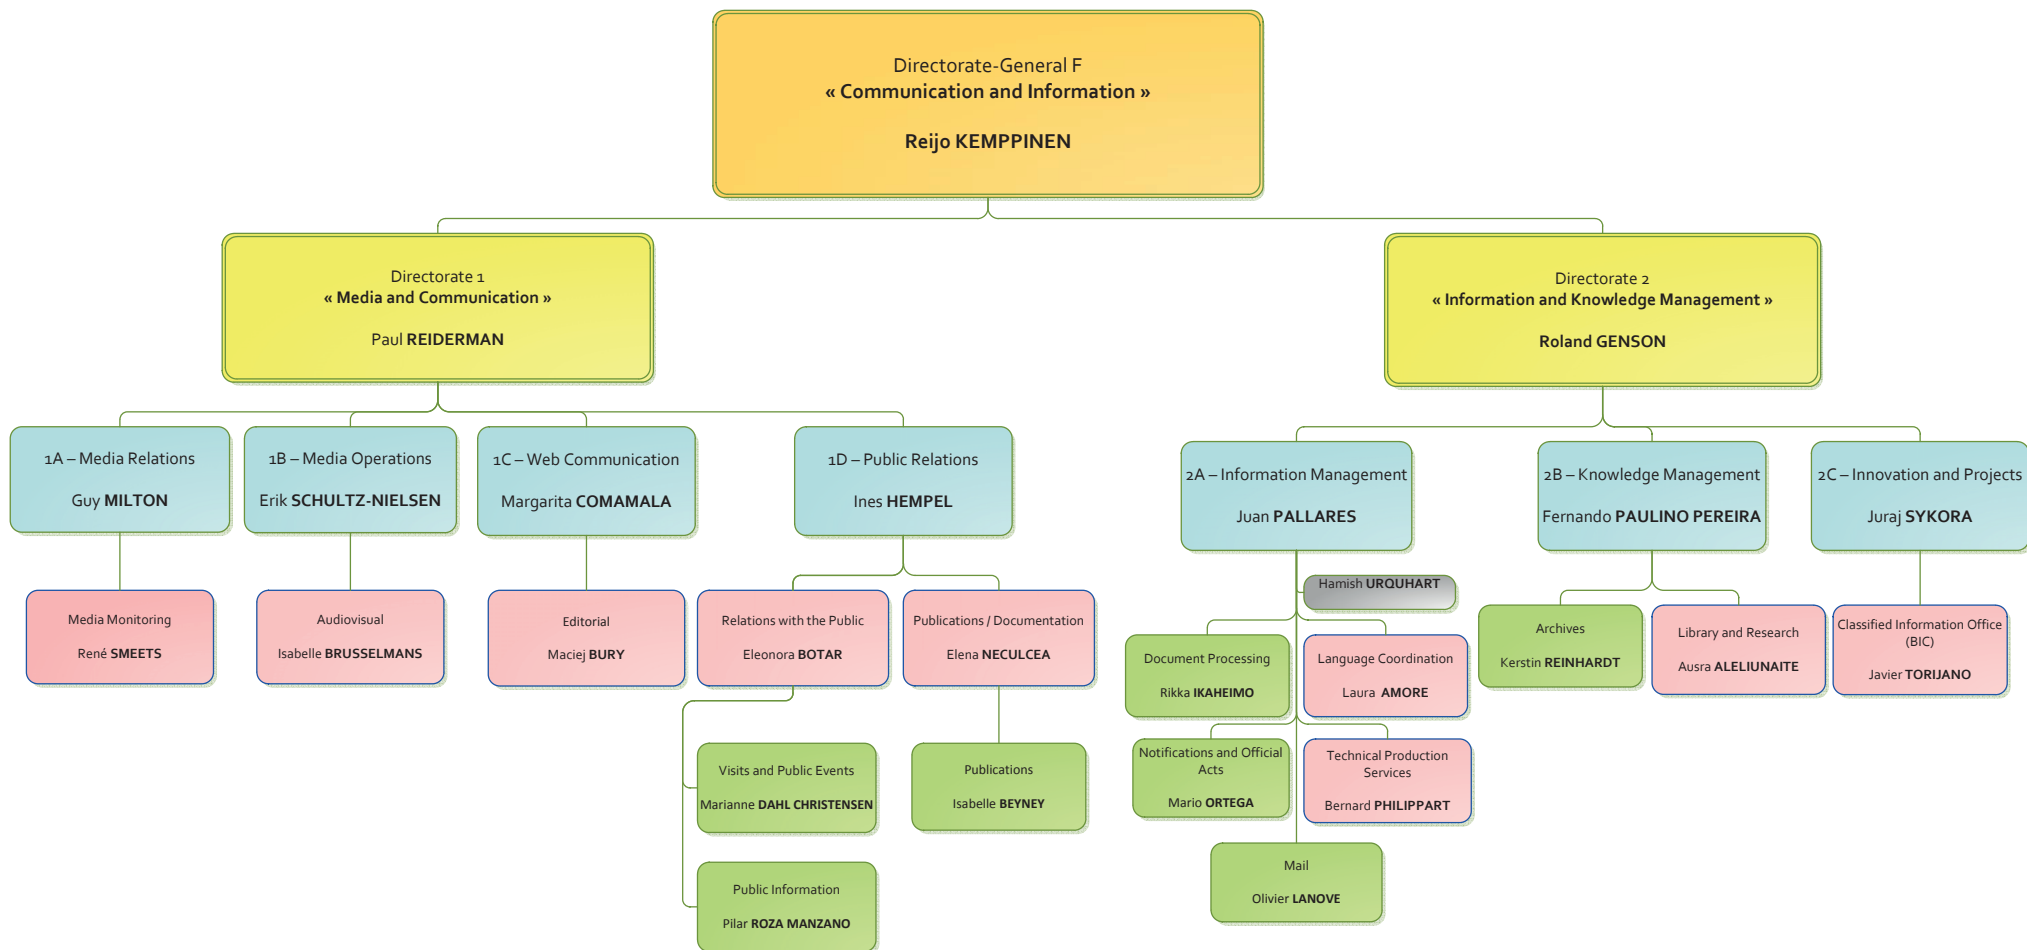 Directorate-General F
« Communication and Information »
Reijo KEMPPINEN
Directorate 1
« Media and Communication »
Paul REIDERMAN
Directorate 2
« Information and Knowledge Management »
Roland GENSON
1A – Media Relations
Guy MILTON
1B – Media Operations
Erik SCHULTZ-NIELSEN
1C – Web Communication
Margarita COMAMALA
1D – Public Relations
Ines HEMPEL
2A – Information Management
Juan PALLARES
2B – Knowledge Management
Fernando PAULINO PEREIRA
2C – Innovation and Projects
Juraj SYKORA
Hamish URQUHART
Media Monitoring
René SMEETS
Audiovisual
Isabelle BRUSSELMANS
Editorial
Maciej BURY
Relations with the Public
Eleonora BOTAR
Publications / Documentation
Elena NECULCEA
Document Processing
Rikka IKAHEIMO
Language Coordination
Laura AMORE
Archives
Kerstin REINHARDT
Library and Research
Ausra ALELIUNAITE
Classified Information Office
(BIC)
Javier TORIJANO
Visits and Public Events
Marianne DAHL CHRISTENSEN
Publications
Isabelle BEYNEY
Notifications and Official
Acts
Mario ORTEGA
Technical Production
Services
Bernard PHILIPPART
Public Information
Pilar ROZA MANZANO
Mail
Olivier LANOVE